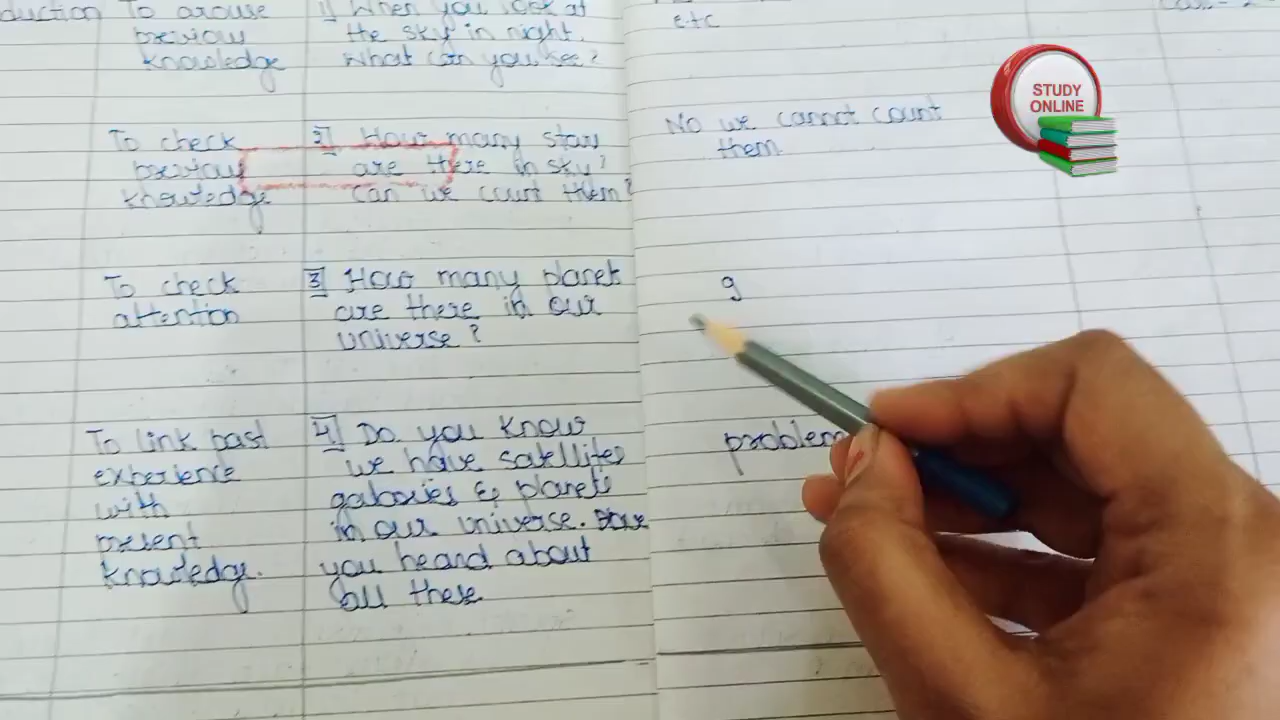 duction To arouse 1) When you look at
previou the sky in night. etc
knowledge What can you see?
To check 2) How many stars No we cannot count
previous are there in sky? them
knowledge can we count them?
To check 3) How many planets 9
attention are there in our
universe?
To link past 4) Do you know problem
experience we have satellites
with galaxies & planets
present in our universe.
knowledge. you heard about
all these
STUDY
ONLINE